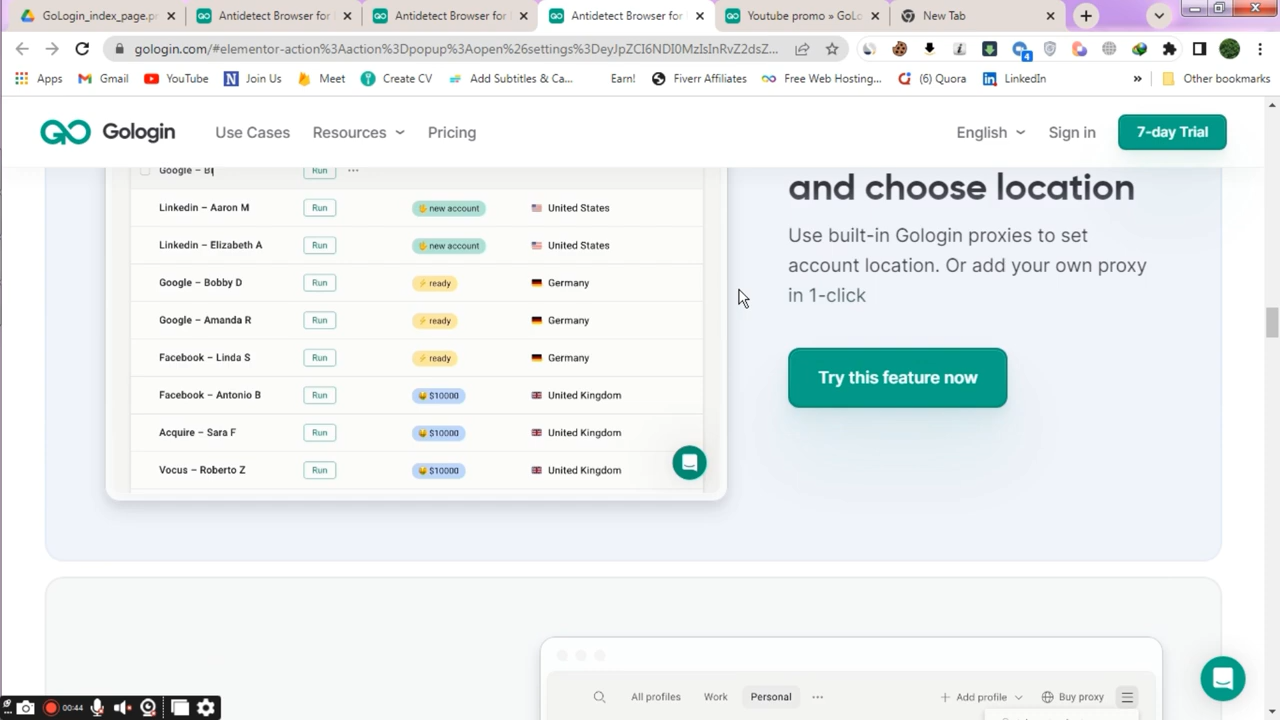 GoLogin_index_page.p
Antidetect Browser for
Antidetect Browser for
Antidetect Browser for
Youtube promo » GoLo
New Tab
gologin.com/#elementor-action%3Aaction%3Dpopup%3Aopen%26settings%3DeyJpZCI6NDI0MzIsInRvZ2dsZ...
4
Apps
Gmail
YouTube
Join Us
Meet
Create CV
Add Subtitles & Ca...
Earn!
Fiverr Affiliates
Free Web Hosting...
(6) Quora
LinkedIn
»
Other bookmarks
Gologin
Use Cases
Resources
Pricing
English
Sign in
7-day Trial
Google – B
Run
Linkedin – Aaron M Run new account United States
Linkedin – Elizabeth A Run new account United States
Google – Bobby D Run ready Germany
Google – Amanda R Run ready Germany
Facebook – Linda S Run ready Germany
Facebook – Antonio B Run $10000 United Kingdom
Acquire – Sara F Run $10000 United Kingdom
Vocus – Roberto Z Run $10000 United Kingdom
and choose location
Use built-in Gologin proxies to set
account location. Or add your own proxy
in 1-click
Try this feature now
All profiles
Work
Personal
Add profile
Buy proxy
00:44